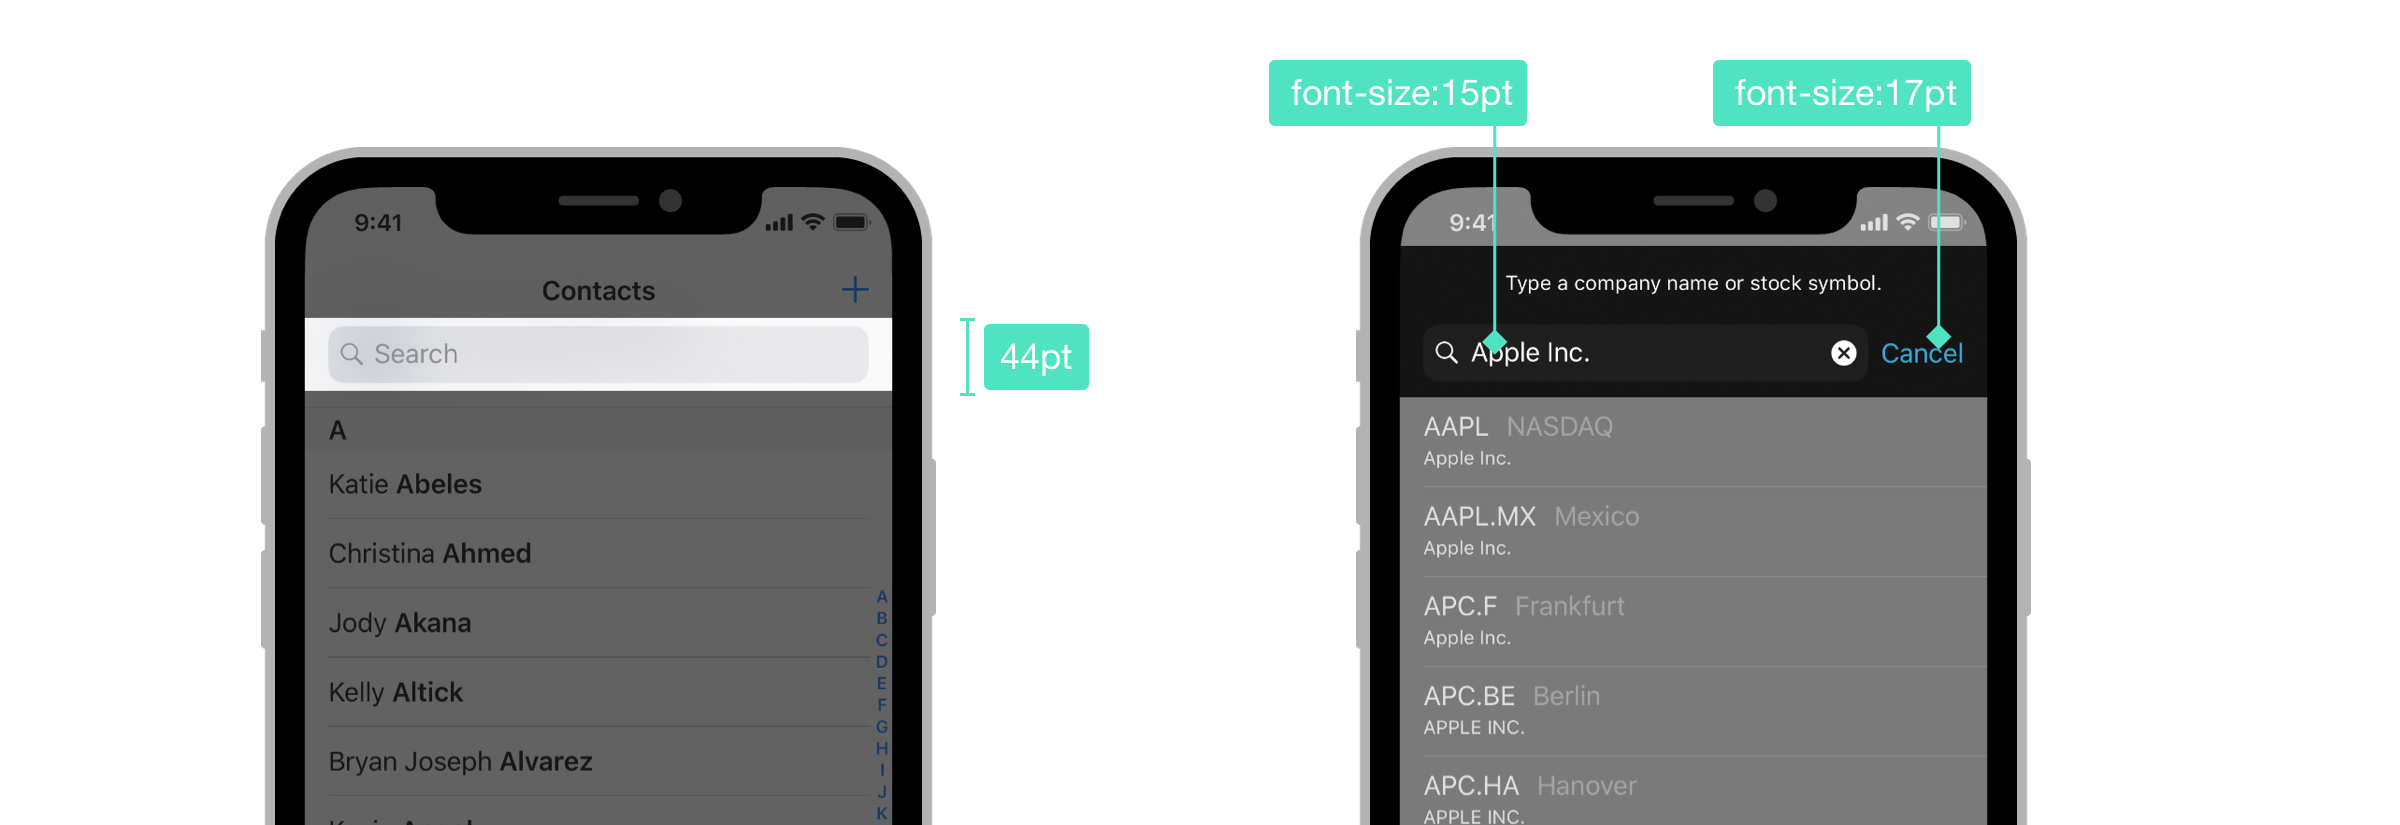 font-size:15pt
font-size:17pt
9:41
Contacts
Search
44pt
A
Katie Abeles
Christina Ahmed
Jody Akana
Kelly Altick
Bryan Joseph Alvarez
A
B
C
D
E
F
G
H
I
J
K
9:41
Type a company name or stock symbol.
Apple Inc.
Cancel
AAPL NASDAQ
Apple Inc.
AAPL.MX Mexico
Apple Inc.
APC.F Frankfurt
Apple Inc.
APC.BE Berlin
APPLE INC.
APC.HA Hanover
APPLE INC.